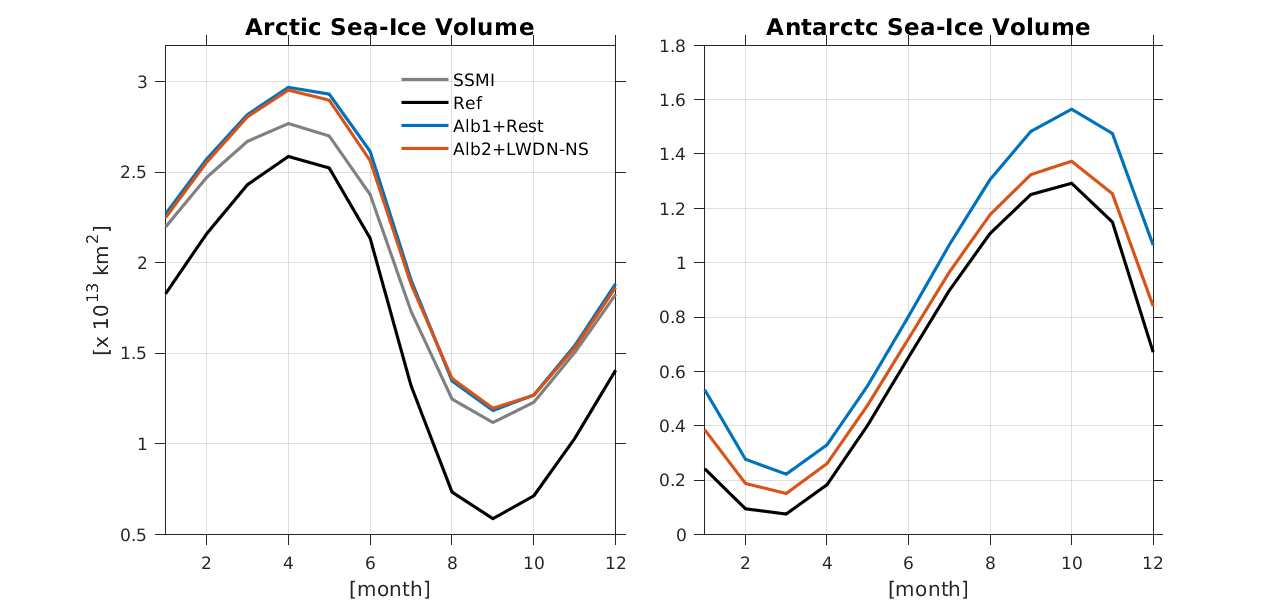 Arctic Sea-Ice Volume
SSMI
Ref
Alb1+Rest
Alb2+LWDN-NS
[x 10^13 km^2]
3
2.5
2
1.5
1
0.5
2 4 6 8 10 12
[month]
Antarctc Sea-Ice Volume
1.8
1.6
1.4
1.2
1
0.8
0.6
0.4
0.2
0
2 4 6 8 10 12
[month]